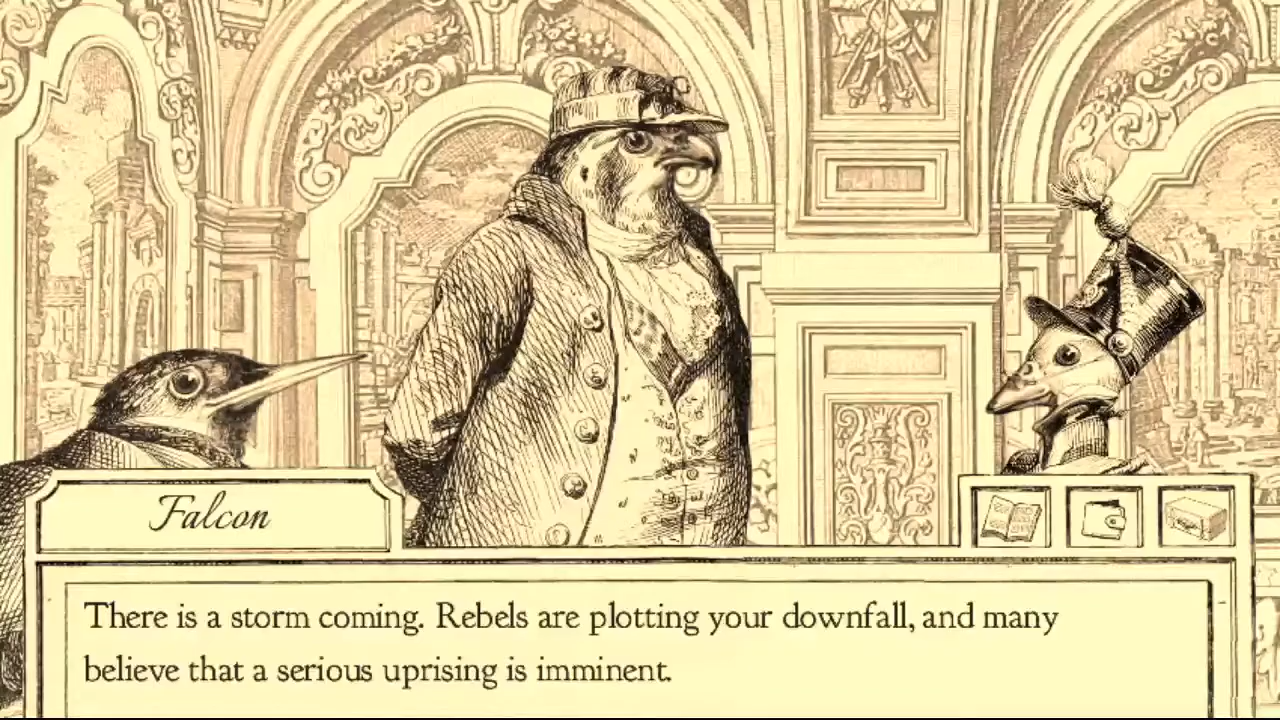 Falcon
There is a storm coming. Rebels are plotting your downfall, and many
believe that a serious uprising is imminent.